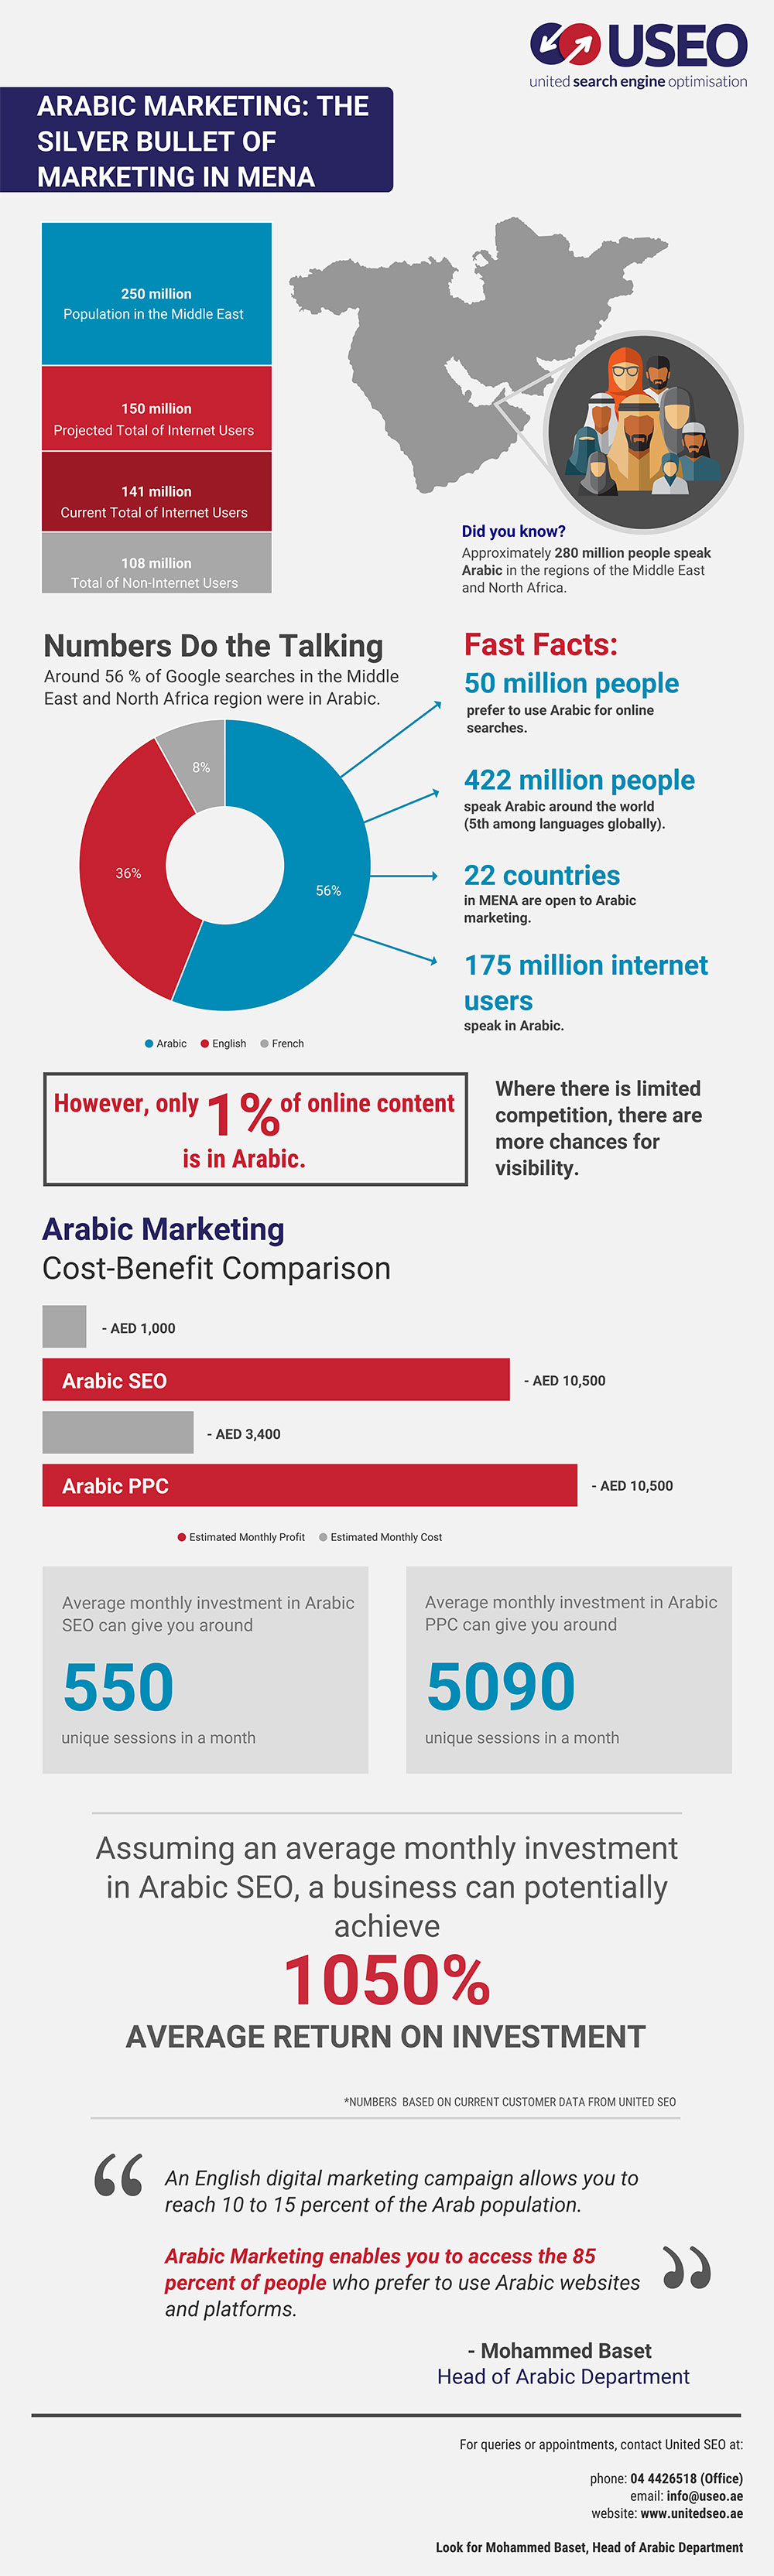 USEO
united search engine optimisation
ARABIC MARKETING: THE
SILVER BULLET OF
MARKETING IN MENA
250 million
Population in the Middle East
150 million
Projected Total of Internet Users
141 million
Current Total of Internet Users
108 million
Total of Non-Internet Users
Did you know?
Approximately 280 million people speak
Arabic in the regions of the Middle East
and North Africa.
Numbers Do the Talking
Around 56 % of Google searches in the Middle
East and North Africa region were in Arabic.
8%
36%
56%
Arabic English French
Fast Facts:
50 million people
prefer to use Arabic for online
searches.
422 million people
speak Arabic around the world
(5th among languages globally).
22 countries
in MENA are open to Arabic
marketing.
175 million internet
users
speak in Arabic.
However, only 1% of online content
is in Arabic.
Where there is limited
competition, there are
more chances for
visibility.
Arabic Marketing
Cost-Benefit Comparison
- AED 1,000
Arabic SEO - AED 10,500
- AED 3,400
Arabic PPC - AED 10,500
Estimated Monthly Profit Estimated Monthly Cost
Average monthly investment in Arabic
SEO can give you around
550
unique sessions in a month
Average monthly investment in Arabic
PPC can give you around
5090
unique sessions in a month
Assuming an average monthly investment
in Arabic SEO, a business can potentially
achieve
1050%
AVERAGE RETURN ON INVESTMENT
*NUMBERS BASED ON CURRENT CUSTOMER DATA FROM UNITED SEO
“ An English digital marketing campaign allows you to
reach 10 to 15 percent of the Arab population.
Arabic Marketing enables you to access the 85
percent of people who prefer to use Arabic websites
and platforms. ”
- Mohammed Baset
Head of Arabic Department
For queries or appointments, contact United SEO at:
phone: 04 4426518 (Office)
email: info@useo.ae
website: www.unitedseo.ae
Look for Mohammed Baset, Head of Arabic Department